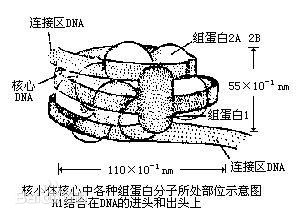 连接区DNA
组蛋白2A 2B
核心
DNA
55×10⁻¹ nm
组蛋白1
110×10⁻¹ nm
连接区DNA
核小体核心中各种组蛋白分子所处部位示意图
H1结合在DNA的进头和出头上